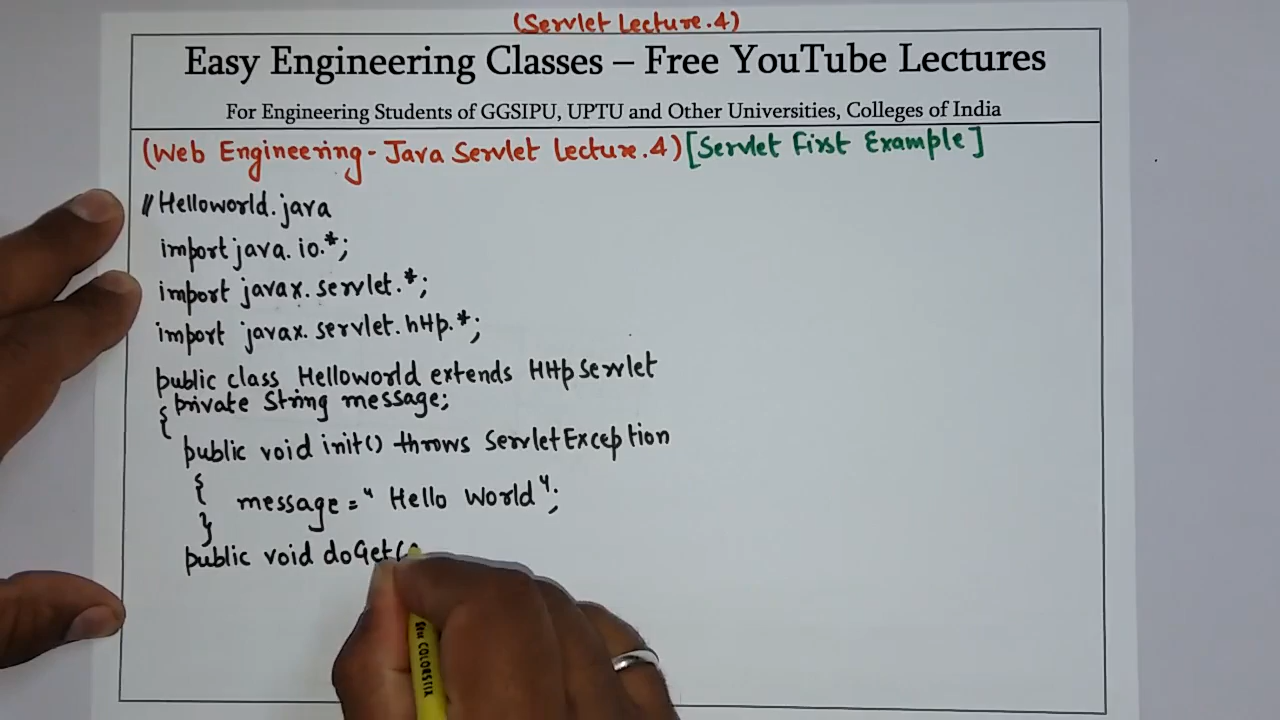 (Servlet Lecture.4)
Easy Engineering Classes – Free YouTube Lectures
For Engineering Students of GGSIPU, UPTU and Other Universities, Colleges of India
(Web Engineering - Java Servlet Lecture.4) [Servlet First Example]
// Helloworld.java
import java.io.*;
import javax.servlet.*;
import javax.servlet.http.*;
public class Helloworld extends HttpServlet
{ private String message;
public void init() throws ServletException
{
message = " Hello World";
}
public void doGet(